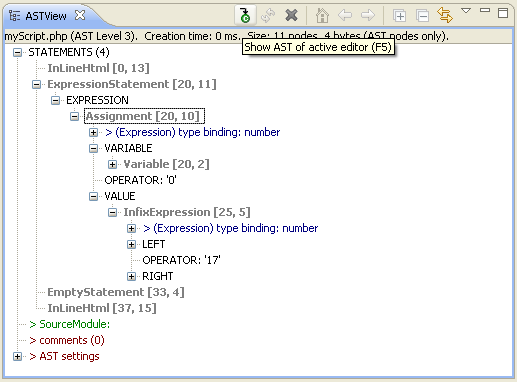 ASTView
myScript.php (AST Level 3). Creation time: 0 ms. Size: 11 nodes, 4 bytes (AST nodes only).
Show AST of active editor (F5)
STATEMENTS (4)
InLineHtml [0, 13]
ExpressionStatement [20, 11]
EXPRESSION
Assignment [20, 10]
> (Expression) type binding: number
VARIABLE
Variable [20, 2]
OPERATOR: '0'
VALUE
InfixExpression [25, 5]
> (Expression) type binding: number
LEFT
OPERATOR: '17'
RIGHT
EmptyStatement [33, 4]
InLineHtml [37, 15]
> SourceModule:
> comments (0)
> AST settings